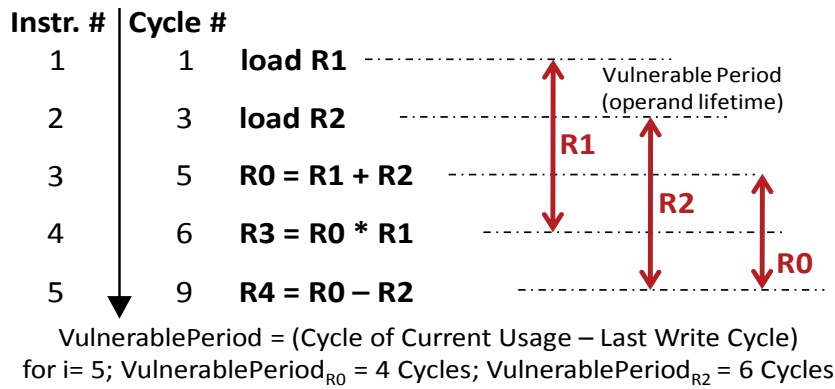 Instr. # Cycle #
1 1 load R1
Vulnerable Period
(operand lifetime)
2 3 load R2
R1
3 5 R0 = R1 + R2
R2
4 6 R3 = R0 * R1
R0
5 9 R4 = R0 – R2
VulnerablePeriod = (Cycle of Current Usage – Last Write Cycle)
for i= 5; VulnerablePeriodR0 = 4 Cycles; VulnerablePeriodR2 = 6 Cycles